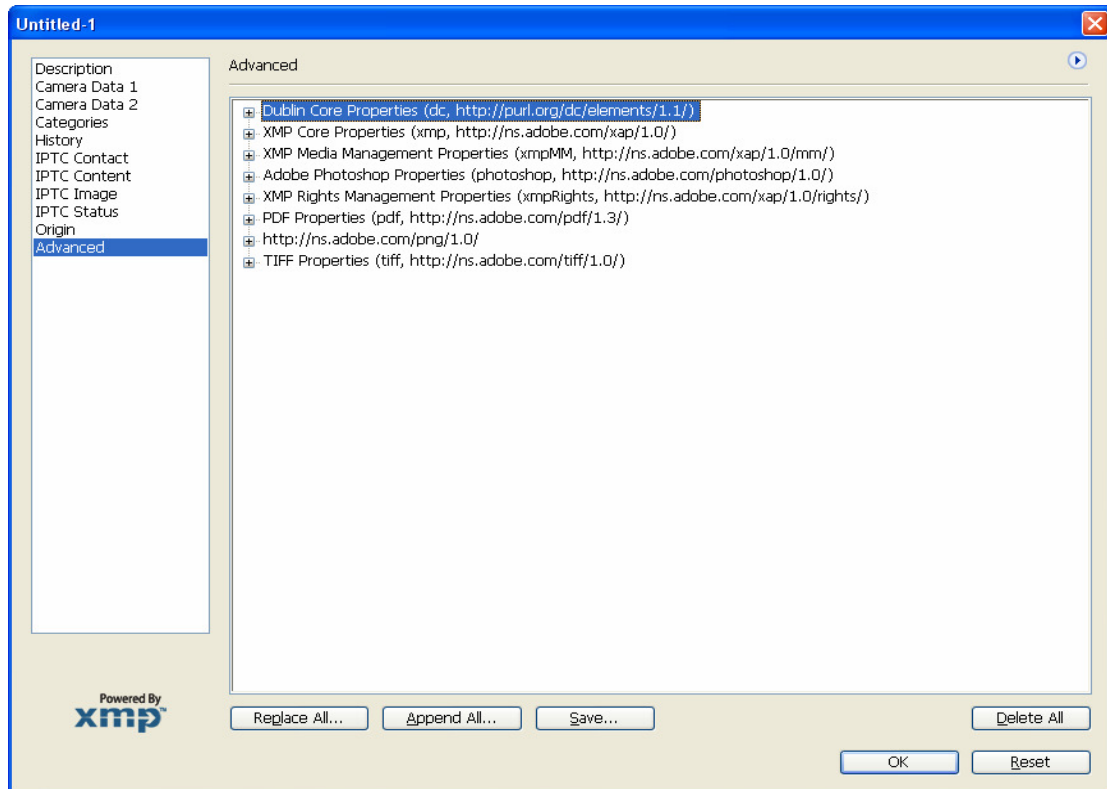 Untitled-1
Description
Camera Data 1
Camera Data 2
Categories
History
IPTC Contact
IPTC Content
IPTC Image
IPTC Status
Origin
Advanced
Advanced
Dublin Core Properties (dc, http://purl.org/dc/elements/1.1/)
XMP Core Properties (xmp, http://ns.adobe.com/xap/1.0/)
XMP Media Management Properties (xmpMM, http://ns.adobe.com/xap/1.0/mm/)
Adobe Photoshop Properties (photoshop, http://ns.adobe.com/photoshop/1.0/)
XMP Rights Management Properties (xmpRights, http://ns.adobe.com/xap/1.0/rights/)
PDF Properties (pdf, http://ns.adobe.com/pdf/1.3/)
http://ns.adobe.com/png/1.0/
TIFF Properties (tiff, http://ns.adobe.com/tiff/1.0/)
Powered By
xmp™
Replace All... Append All... Save... Delete All
OK Reset